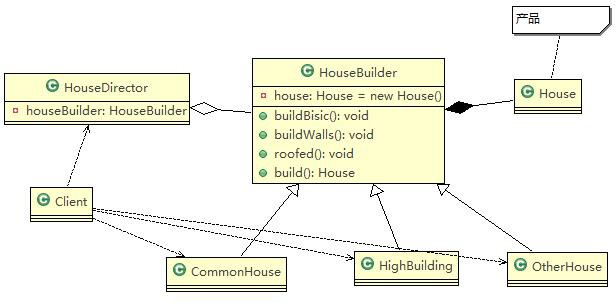 产品
HouseBuilder
house: House = new House()
buildBisic(): void
buildWalls(): void
roofed(): void
build(): House
HouseDirector
houseBuilder: HouseBuilder
House
Client
CommonHouse
HighBuilding
OtherHouse